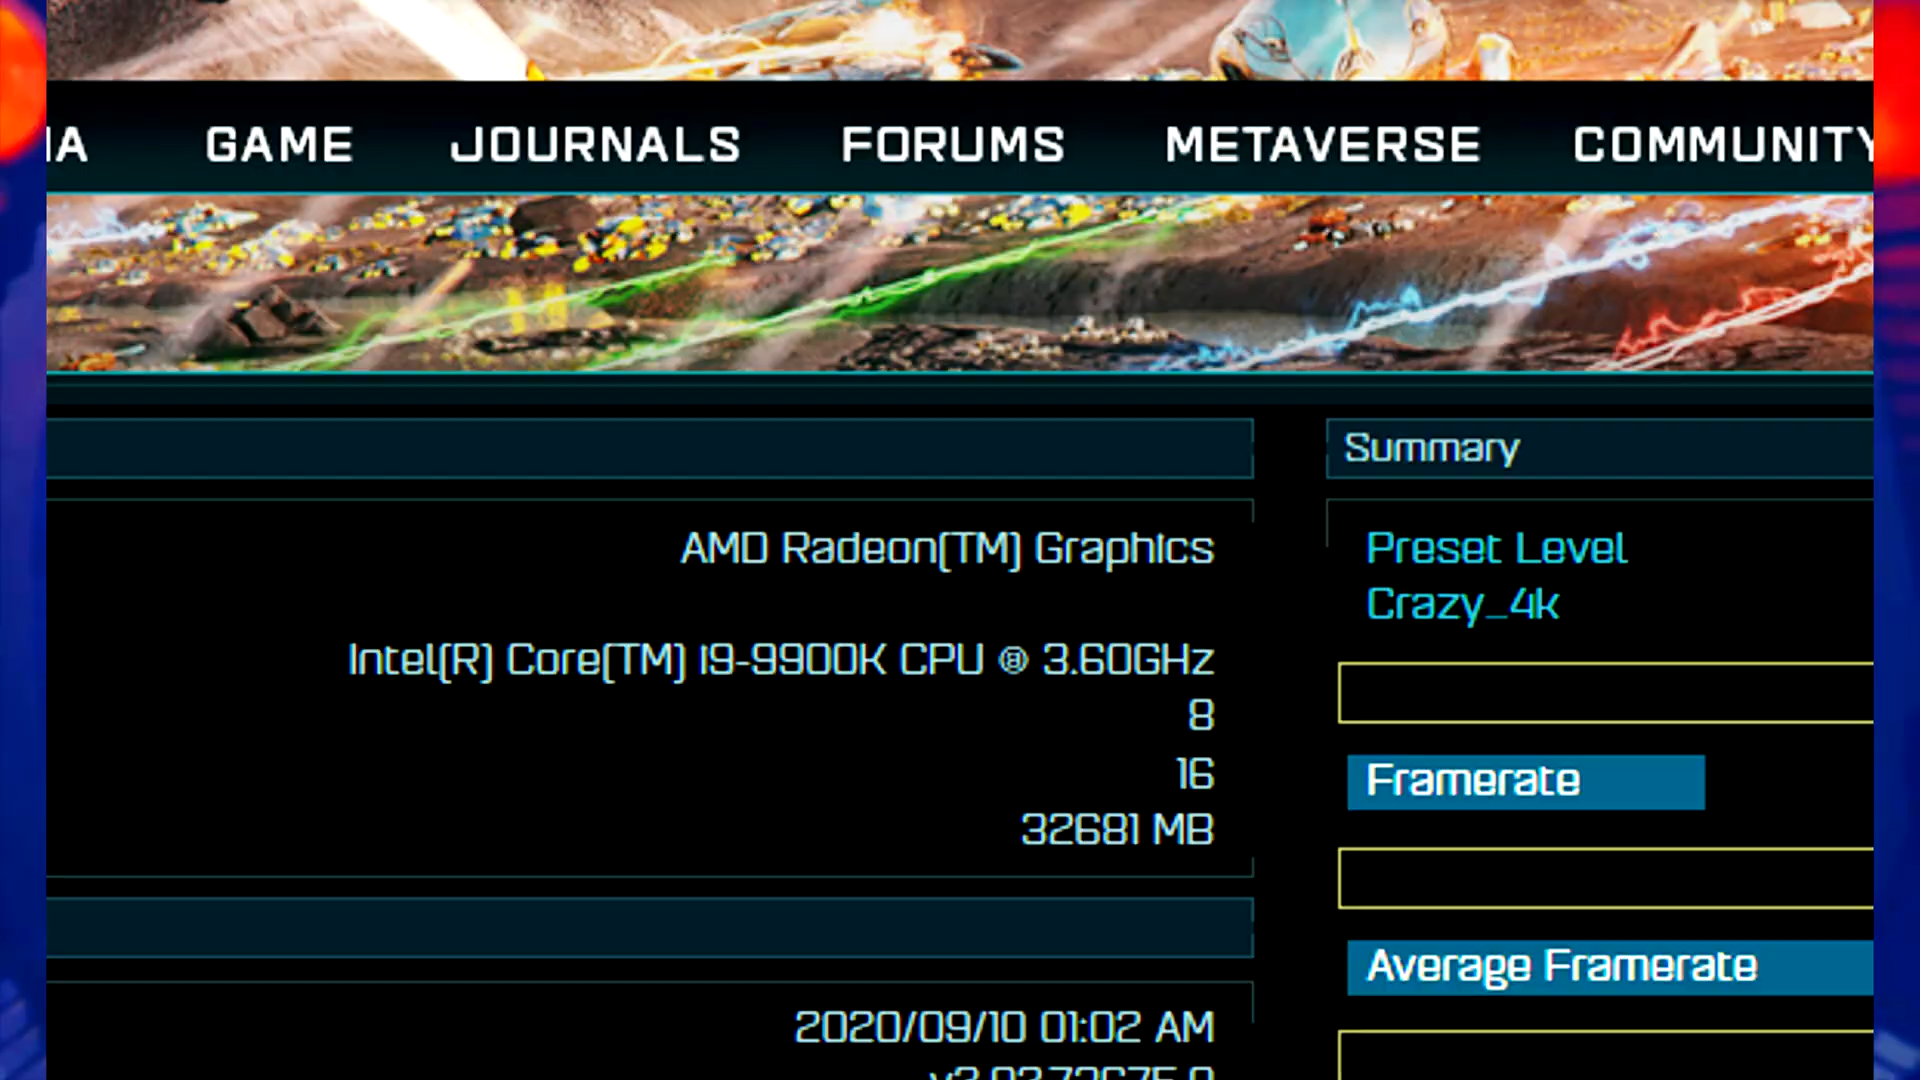 GAME JOURNALS FORUMS METAVERSE COMMUNITY
Summary
AMD Radeon(TM) Graphics
Preset Level
Crazy_4k
Intel(R) Core(TM) i9-9900K CPU @ 3.60GHz
8
16
32681 MB
Framerate
Average Framerate
2020/09/10 01:02 AM